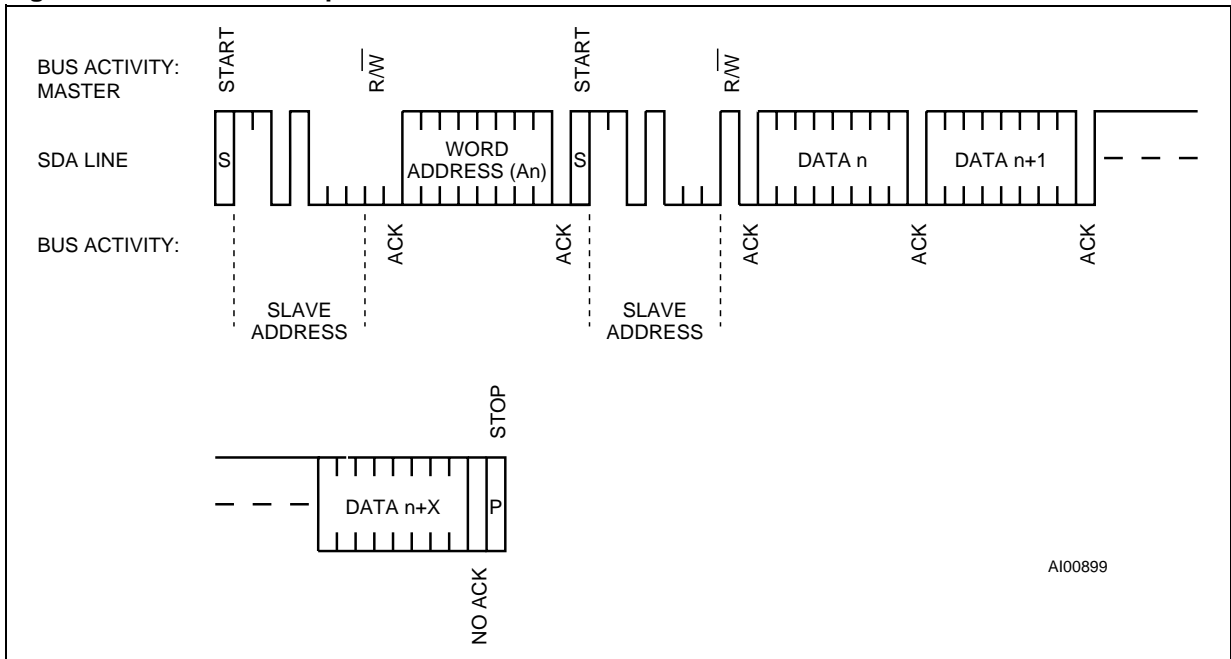 BUS ACTIVITY:
MASTER
START
R/W
START
R/W
SDA LINE
S
WORD
ADDRESS (An)
S
DATA n
DATA n+1
BUS ACTIVITY:
ACK
ACK
ACK
ACK
ACK
SLAVE
ADDRESS
SLAVE
ADDRESS
STOP
DATA n+X
P
NO ACK
AI00899